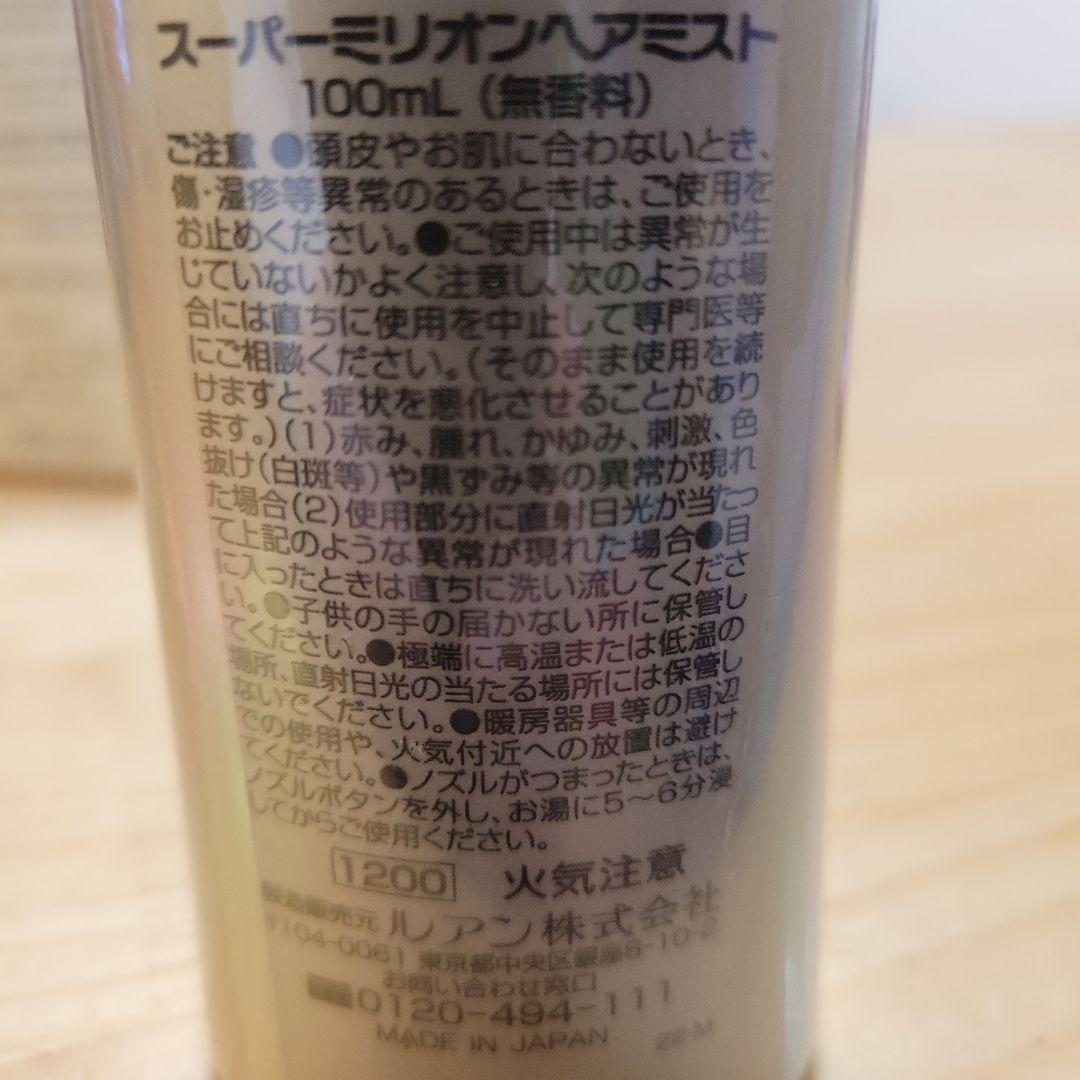 スーパーミリオンヘアミスト
100mL（無香料）
ご注意 ●頭皮やお肌に合わないとき、
傷・湿疹等異常のあるときは、ご使用を
お止めください。●ご使用中は異常が生
じていないかよく注意し、次のような場
合には直ちに使用を中止して専門医等
にご相談ください。（そのまま使用を続
けますと、症状を悪化させることがあり
ます。）（1）赤み、腫れ、かゆみ、刺激、色
抜け（白斑等）や黒ずみ等の異常が現れ
た場合（2）使用部分に直射日光が当たっ
て上記のような異常が現れた場合●目
に入ったときは直ちに洗い流してくださ
い。●子供の手の届かない所に保管し
てください。●極端に高温または低温の
場所、直射日光の当たる場所には保管し
ないでください。●暖房器具等の周辺
での使用や、火気付近への放置は避け
てください。●ノズルがつまったときは、
ノズルボタンを外し、お湯に5～6分浸
してからご使用ください。
1200 火気注意
製造販売元 ルアン株式会社
〒104-0061 東京都中央区銀座8-10-2
お問い合わせ窓口
0120-494-111
MADE IN JAPAN 22-M